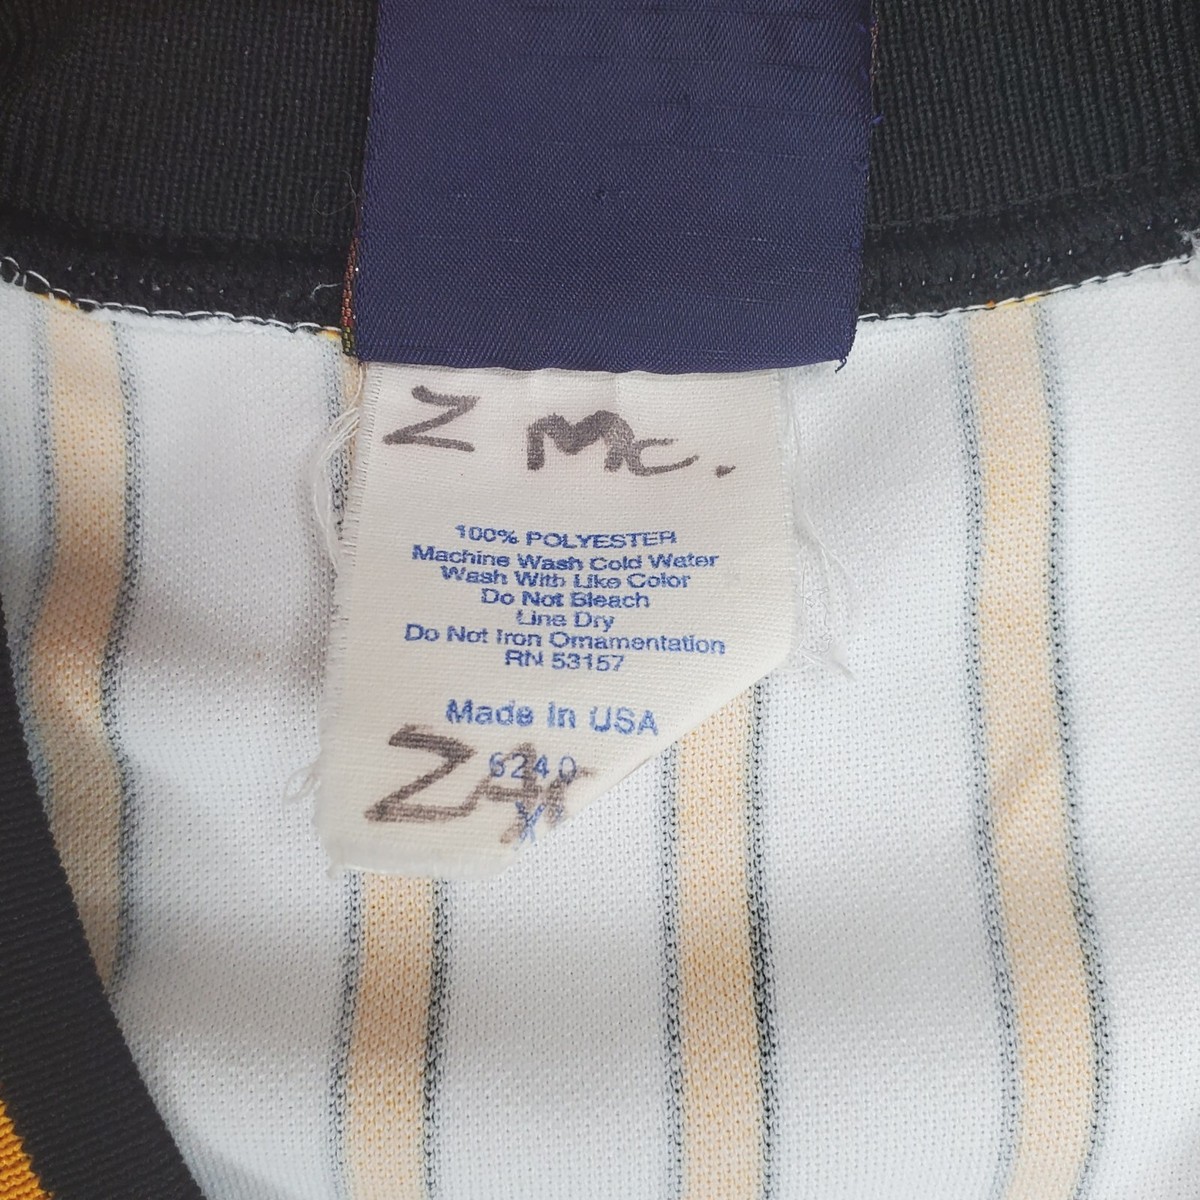 Z Mc.
100% POLYESTER
Machine Wash Cold Water
Wash With Like Color
Do Not Bleach
Line Dry
Do Not Iron Ornamentation
RN 53157
Made In USA
6240
X